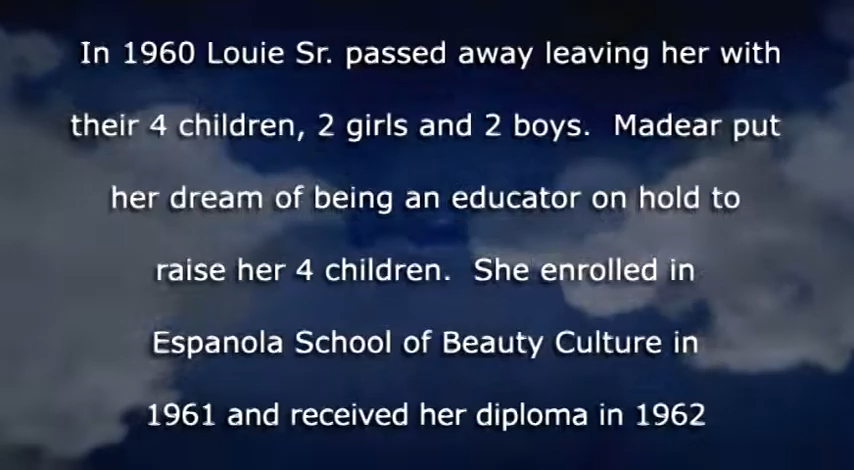 In 1960 Louie Sr. passed away leaving her with
their 4 children, 2 girls and 2 boys.  Madear put
her dream of being an educator on hold to
raise her 4 children.  She enrolled in
Espanola School of Beauty Culture in
1961 and received her diploma in 1962